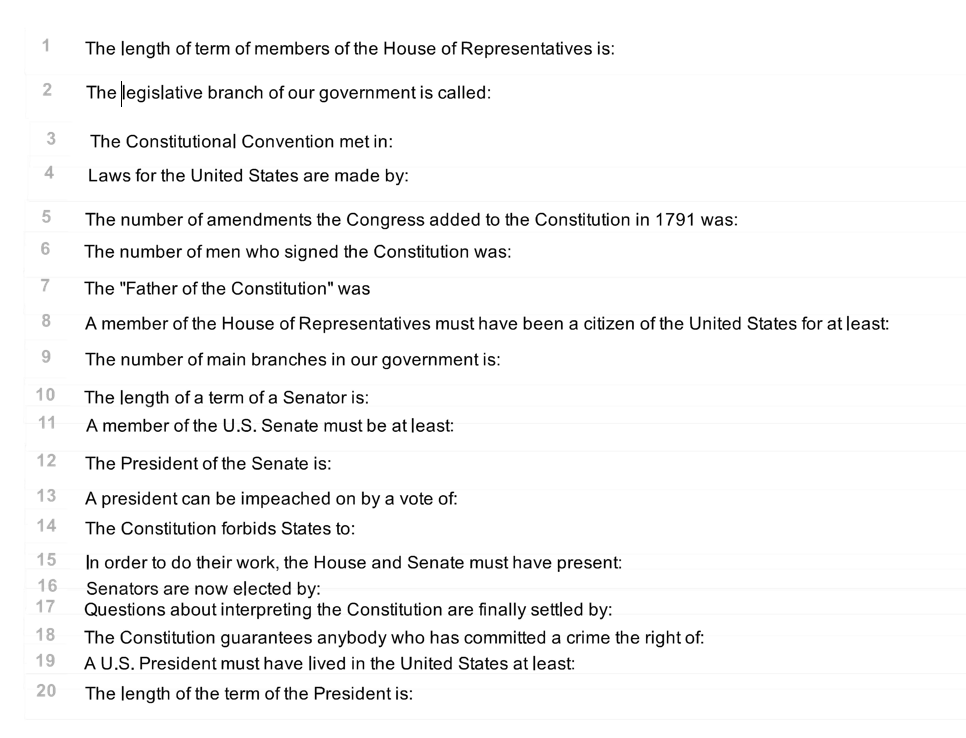 1 The length of term of members of the House of Representatives is:
2 The legislative branch of our government is called:
3 The Constitutional Convention met in:
4 Laws for the United States are made by:
5 The number of amendments the Congress added to the Constitution in 1791 was:
6 The number of men who signed the Constitution was:
7 The "Father of the Constitution" was
8 A member of the House of Representatives must have been a citizen of the United States for at least:
9 The number of main branches in our government is:
10 The length of a term of a Senator is:
11 A member of the U.S. Senate must be at least:
12 The President of the Senate is:
13 A president can be impeached on by a vote of:
14 The Constitution forbids States to:
15 In order to do their work, the House and Senate must have present:
16 Senators are now elected by:
17 Questions about interpreting the Constitution are finally settled by:
18 The Constitution guarantees anybody who has committed a crime the right of:
19 A U.S. President must have lived in the United States at least:
20 The length of the term of the President is: